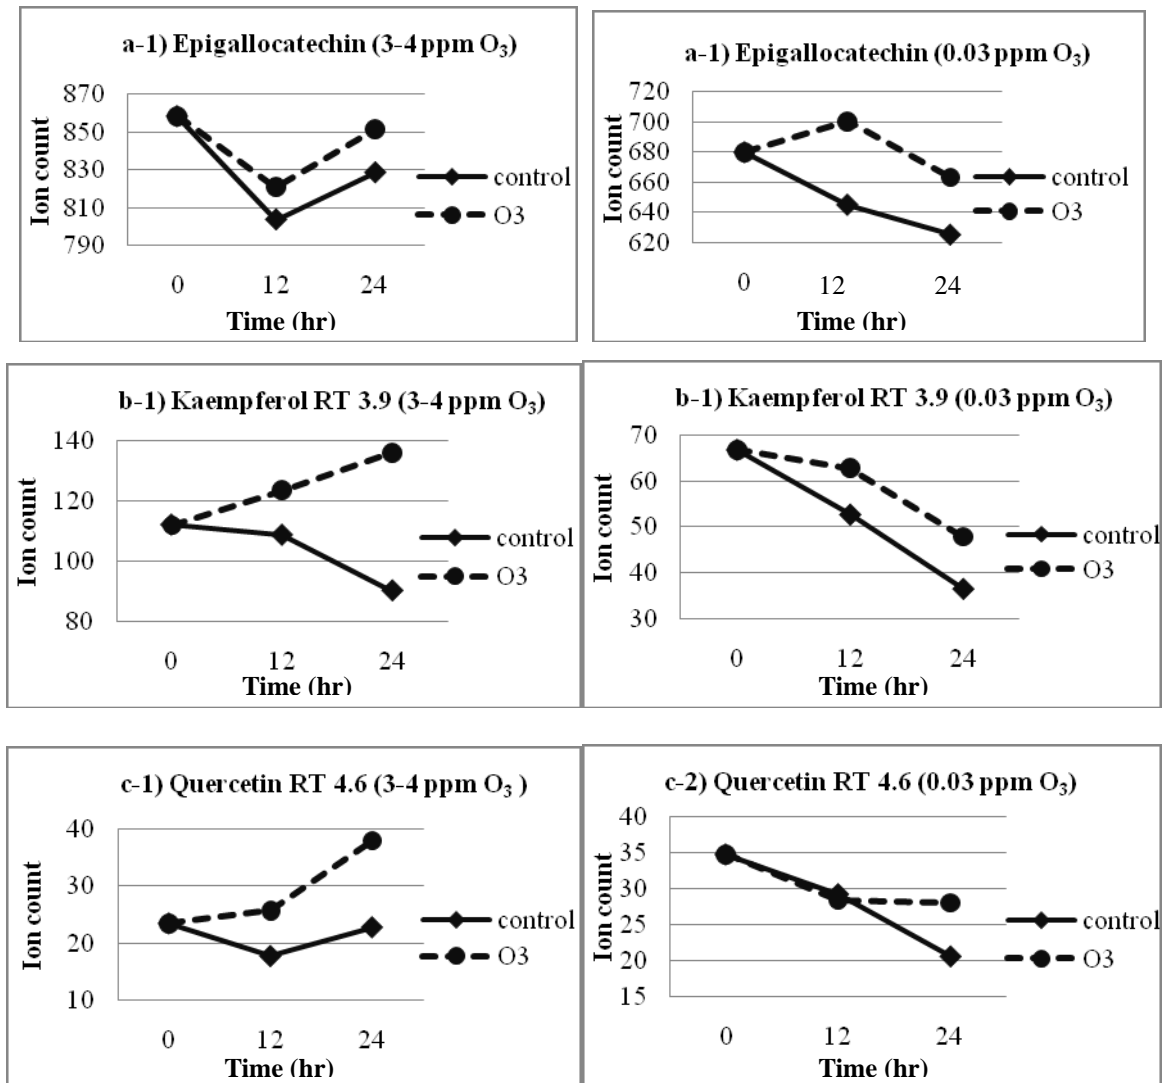 a-1) Epigallocatechin (3-4 ppm O₃)
870
850
830
810
790
Ion count
0 12 24
Time (hr)
control
O3
a-1) Epigallocatechin (0.03 ppm O₃)
720
700
680
660
640
620
Ion count
0 12 24
Time (hr)
control
O3
b-1) Kaempferol RT 3.9 (3-4 ppm O₃)
140
120
100
80
Ion count
0 12 24
Time (hr)
control
O3
b-1) Kaempferol RT 3.9 (0.03 ppm O₃)
70
60
50
40
30
Ion count
0 12 24
Time (hr)
control
O3
c-1) Quercetin RT 4.6 (3-4 ppm O₃ )
40
30
20
10
Ion count
0 12 24
Time (hr)
control
O3
c-2) Quercetin RT 4.6 (0.03 ppm O₃)
40
35
30
25
20
15
Ion count
0 12 24
Time (hr)
control
O3